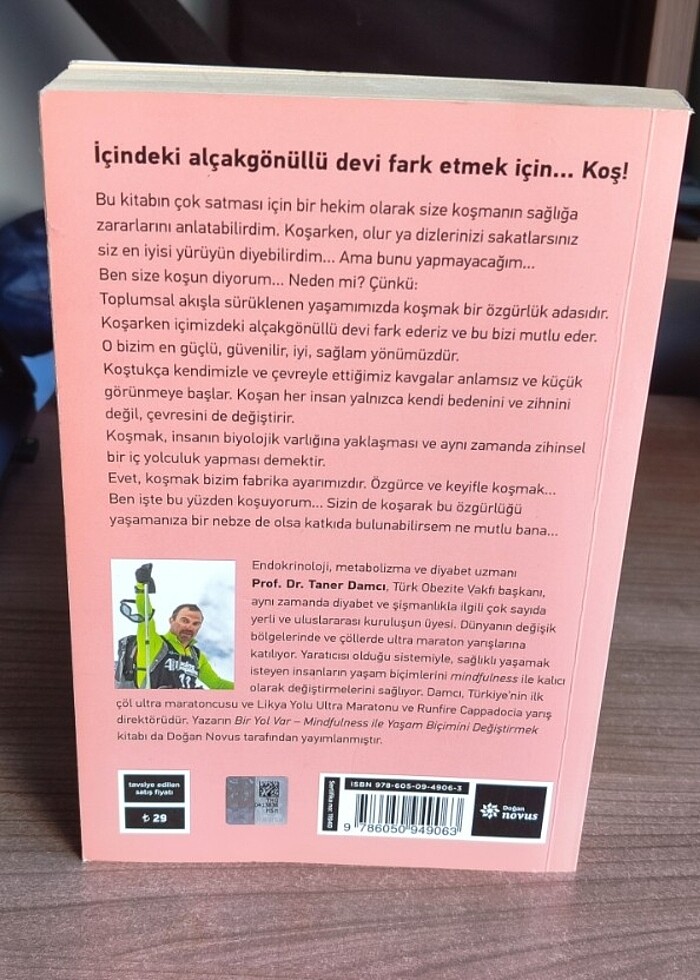 İçindeki alçakgönüllü devi fark etmek için... Koş!
Bu kitabın çok satması için bir hekim olarak size koşmanın sağlığa
zararlarını anlatabilirdim. Koşarken, olur ya dizlerinizi sakatlarsınız
siz en iyisi yürüyün diyebilirdim... Ama bunu yapmayacağım...
Ben size koşun diyorum... Neden mi? Çünkü:
Toplumsal akışla sürüklenen yaşamımızda koşmak bir özgürlük adasıdır.
Koşarken içimizdeki alçakgönüllü devi fark ederiz ve bu bizi mutlu eder.
O bizim en güçlü, güvenilir, iyi, sağlam yönümüzdür.
Koştukça kendimizle ve çevreyle ettiğimiz kavgalar anlamsız ve küçük
görünmeye başlar. Koşan her insan yalnızca kendi bedenini ve zihnini
değil, çevresini de değiştirir.
Koşmak, insanın biyolojik varlığına yaklaşması ve aynı zamanda zihinsel
bir iç yolculuk yapması demektir.
Evet, koşmak bizim fabrika ayarımızdır. Özgürce ve keyifle koşmak...
Ben işte bu yüzden koşuyorum... Sizin de koşarak bu özgürlüğü
yaşamanıza bir nebze de olsa katkıda bulunabilirsem ne mutlu bana...
Endokrinoloji, metabolizma ve diyabet uzmanı
Prof. Dr. Taner Damcı, Türk Obezite Vakfı başkanı,
aynı zamanda diyabet ve şişmanlıkla ilgili çok sayıda
yerli ve uluslararası kuruluşun üyesi. Dünyanın değişik
bölgelerinde ve çöllerde ultra maraton yarışlarına
katılıyor. Yaratıcısı olduğu sistemiyle, sağlıklı yaşamak
isteyen insanların yaşam biçimlerini mindfulness ile kalıcı
olarak değiştirmelerini sağlıyor. Damcı, Türkiye'nin ilk
çöl ultra maratoncusu ve Likya Yolu Ultra Maratonu ve Runfire Cappadocia yarış
direktörüdür. Yazarın Bir Yol Var – Mindfulness ile Yaşam Biçimini Değiştirmek
kitabı da Doğan Novus tarafından yayımlanmıştır.
tavsiye edilen
satış fiyatı
₺ 29
Sertifika no: 11940
ISBN 978-605-09-4906-3
9 786050 949063
Doğan
novus